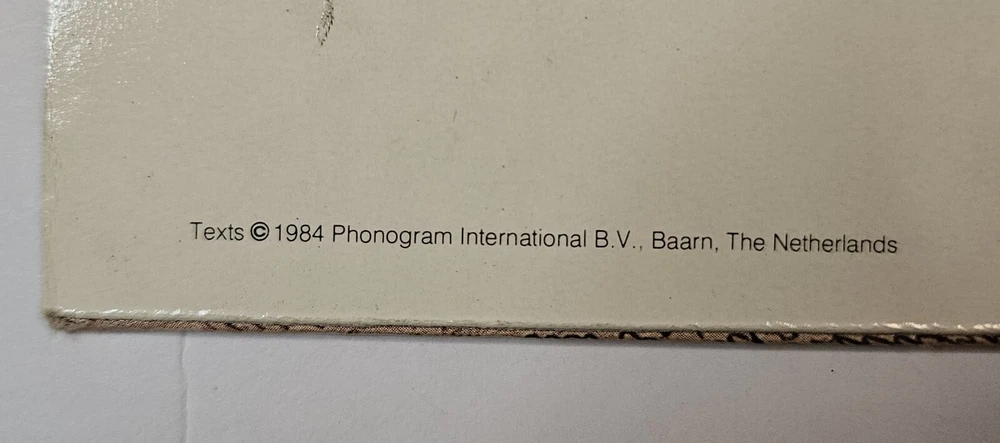 Texts ©1984 Phonogram International B.V., Baarn, The Netherlands